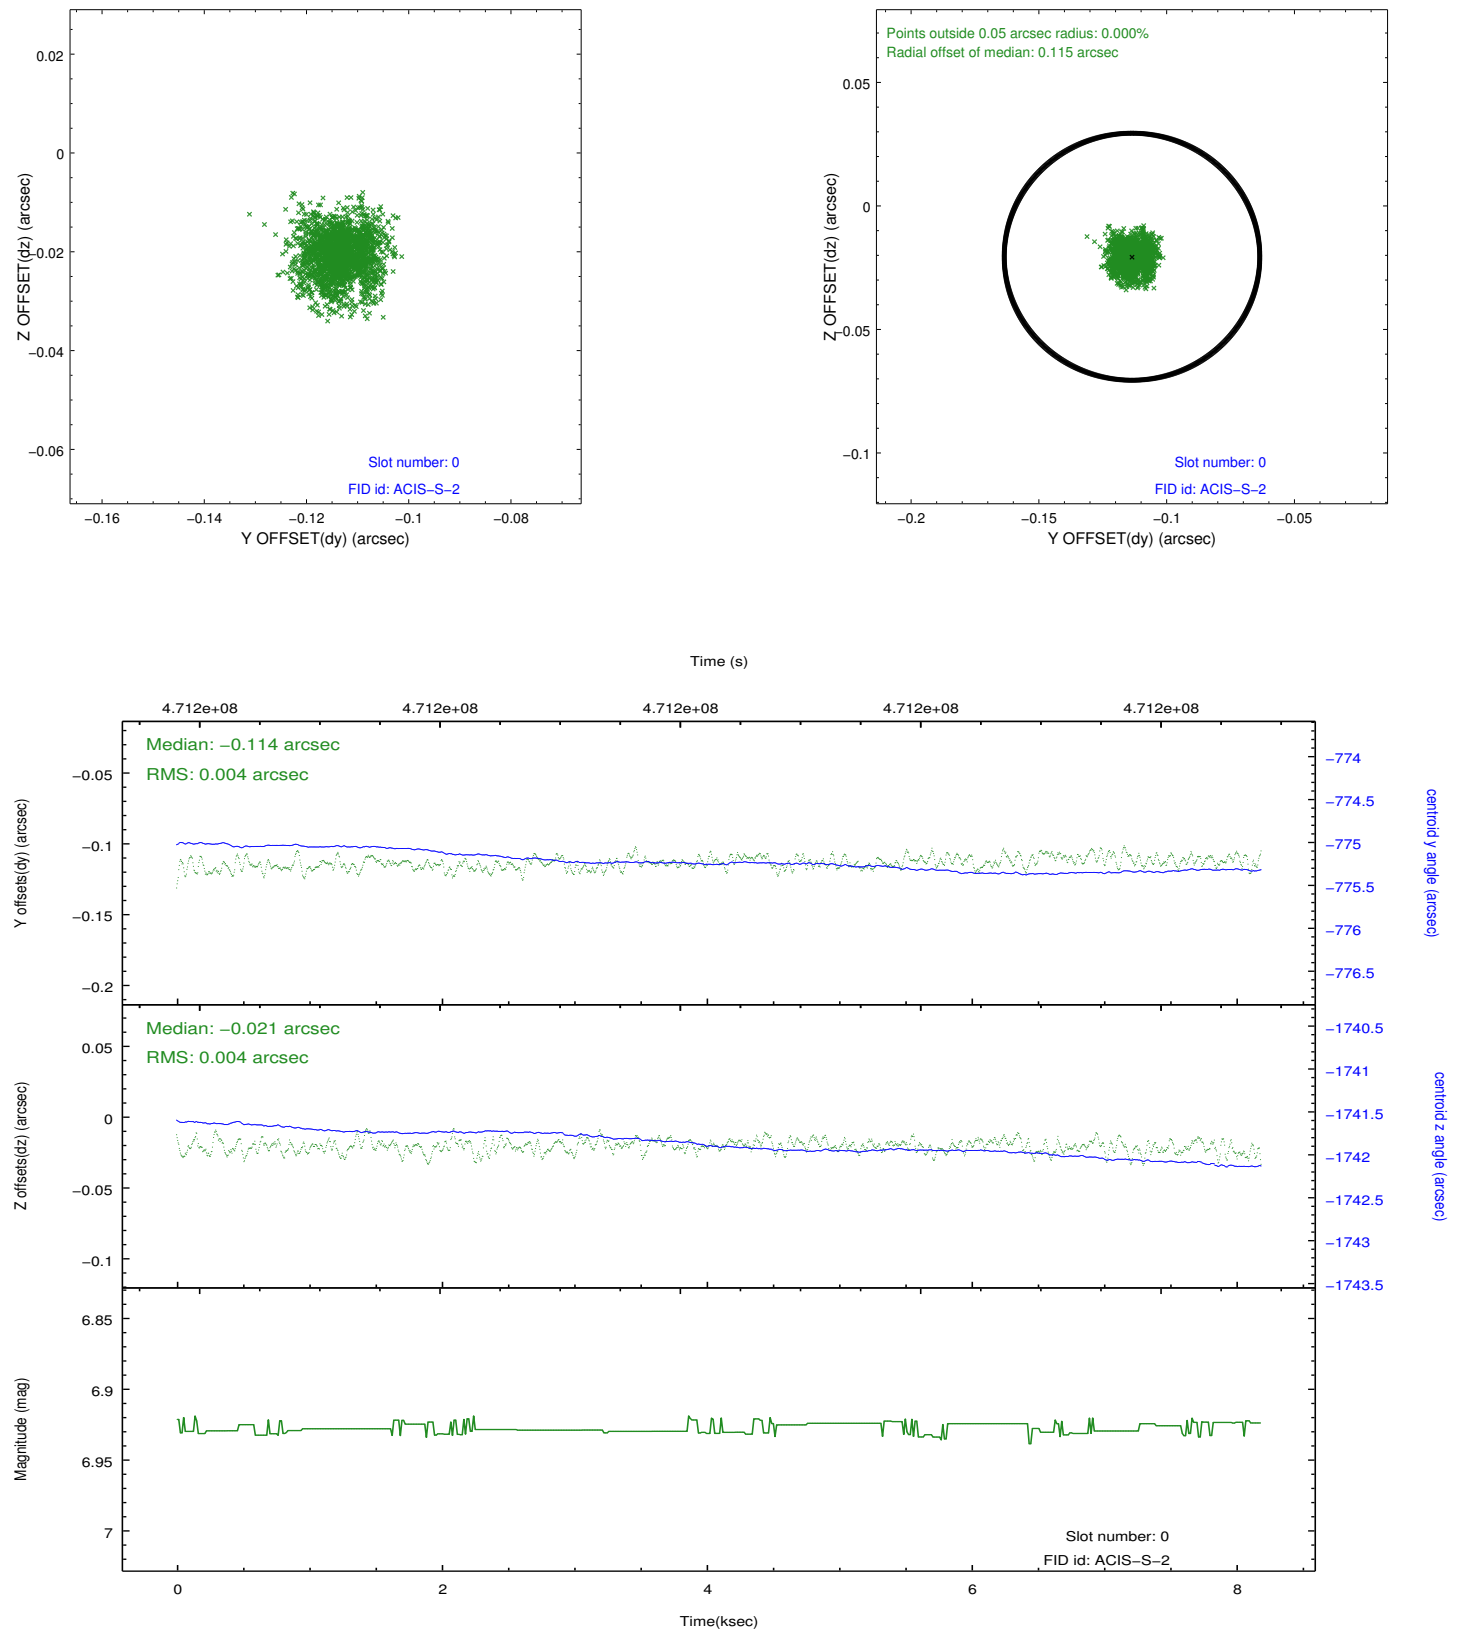 0.02
0
−0.02
−0.04
−0.06
Z OFFSET(dz) (arcsec)
Slot number: 0
FID id: ACIS−S−2
−0.16
−0.14
−0.12
−0.1
−0.08
Y OFFSET(dy) (arcsec)
Points outside 0.05 arcsec radius: 0.000%
Radial offset of median: 0.115 arcsec
0.05
0
−0.05
−0.1
Z OFFSET(dz) (arcsec)
Slot number: 0
FID id: ACIS−S−2
−0.2
−0.15
−0.1
−0.05
Y OFFSET(dy) (arcsec)
Time (s)
4.712e+08
4.712e+08
4.712e+08
4.712e+08
4.712e+08
Median: −0.114 arcsec
RMS: 0.004 arcsec
−0.05
−0.1
−0.15
−0.2
Y offsets(dy) (arcsec)
−774
−774.5
−775
−775.5
−776
−776.5
centroid y angle (arcsec)
Median: −0.021 arcsec
RMS: 0.004 arcsec
0.05
0
−0.05
−0.1
Z offsets(dz) (arcsec)
−1740.5
−1741
−1741.5
−1742
−1742.5
−1743
−1743.5
centroid z angle (arcsec)
6.85
6.9
6.95
7
Magnitude (mag)
Slot number: 0
FID id: ACIS−S−2
0
2
4
6
8
Time(ksec)